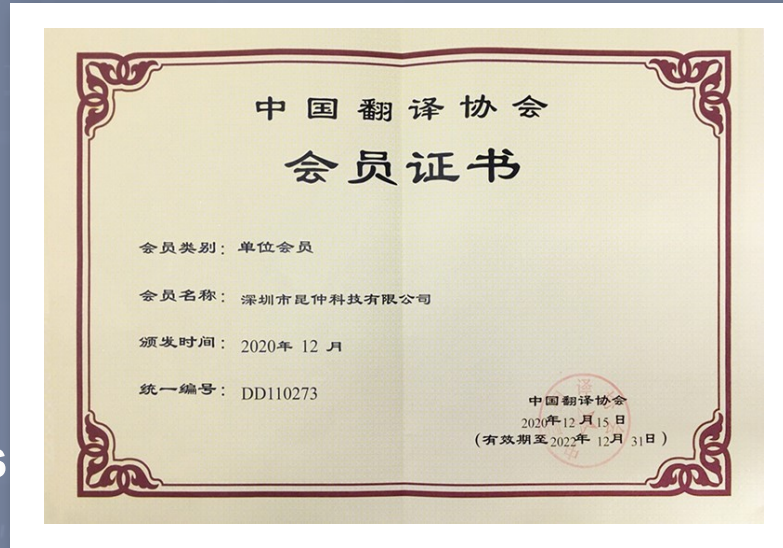 中国翻译协会
会员证书
会员类别：单位会员
会员名称：深圳市昆仲科技有限公司
颁发时间：2020年 12 月
统一编号：DD110273
中国翻译协会
2020年12月15日
(有效期至2022年 12月 31日)